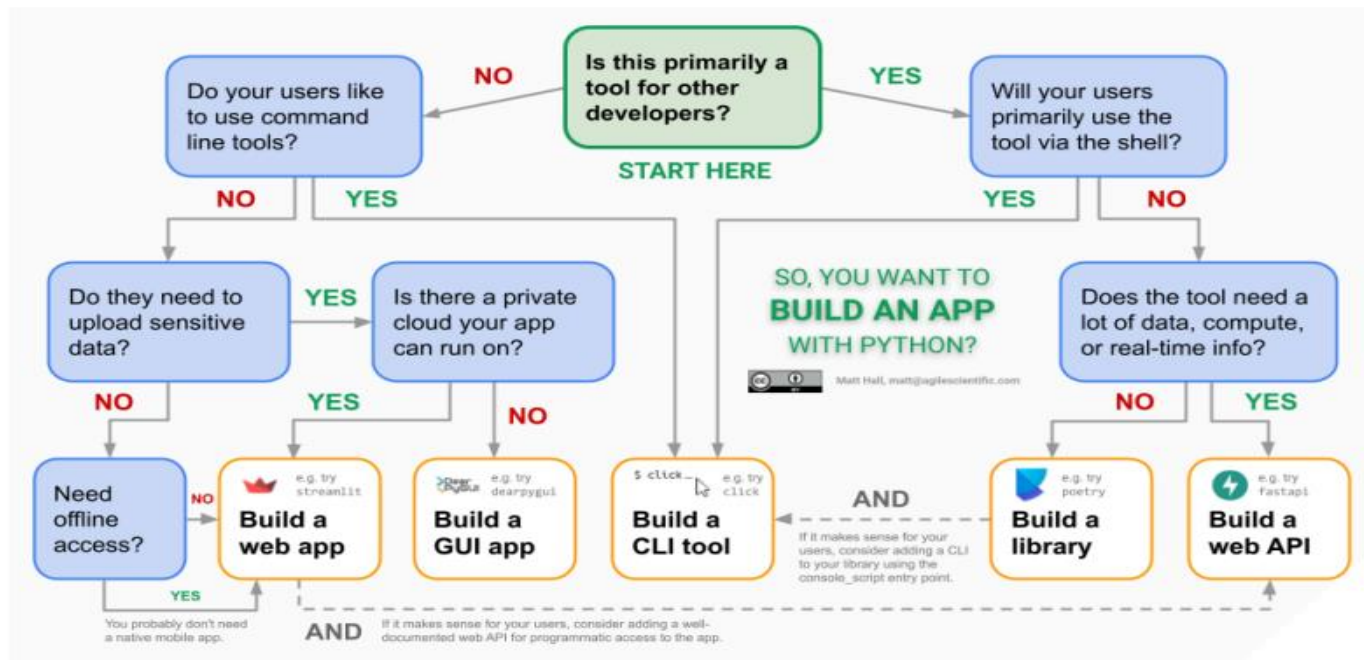 Is this primarily a
tool for other
developers?
START HERE
NO
YES
Do your users like
to use command
line tools?
Will your users
primarily use the
tool via the shell?
NO
YES
YES
NO
Do they need to
upload sensitive
data?
YES
Is there a private
cloud your app
can run on?
SO, YOU WANT TO
BUILD AN APP
WITH PYTHON?
cc
BY
Matt Hall, matt@agilescientific.com
Does the tool need a
lot of data, compute,
or real-time info?
NO
YES
NO
NO
YES
Need
offline
access?
NO
e.g. try
streamlit
Build a
web app
Dear
PyGui
e.g. try
dearpygui
Build a
GUI app
$ click_
e.g. try
click
Build a
CLI tool
AND
If it makes sense for your
users, consider adding a CLI
to your library using the
console_script entry point.
e.g. try
poetry
Build a
library
e.g. try
fastapi
Build a
web API
YES
You probably don't need
a native mobile app.
AND
If it makes sense for your users, consider adding a well-
documented web API for programmatic access to the app.